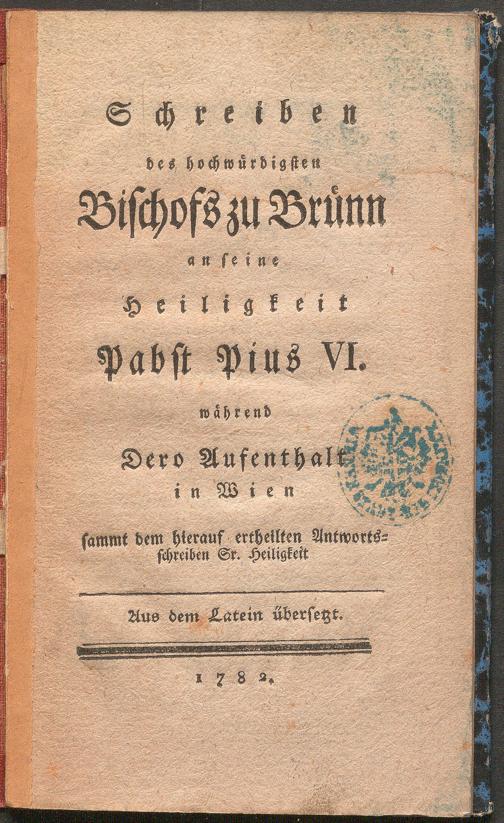 Schreiben
des hochwürdigsten
Bischofs zu Brünn
an seine
Heiligkeit
Pabst Pius VI.
während
Dero Aufenthalt
in Wien
sammt dem hierauf ertheilten Antworts=
schreiben Sr. Heiligkeit
Aus dem Latein übersetzt.
1782.